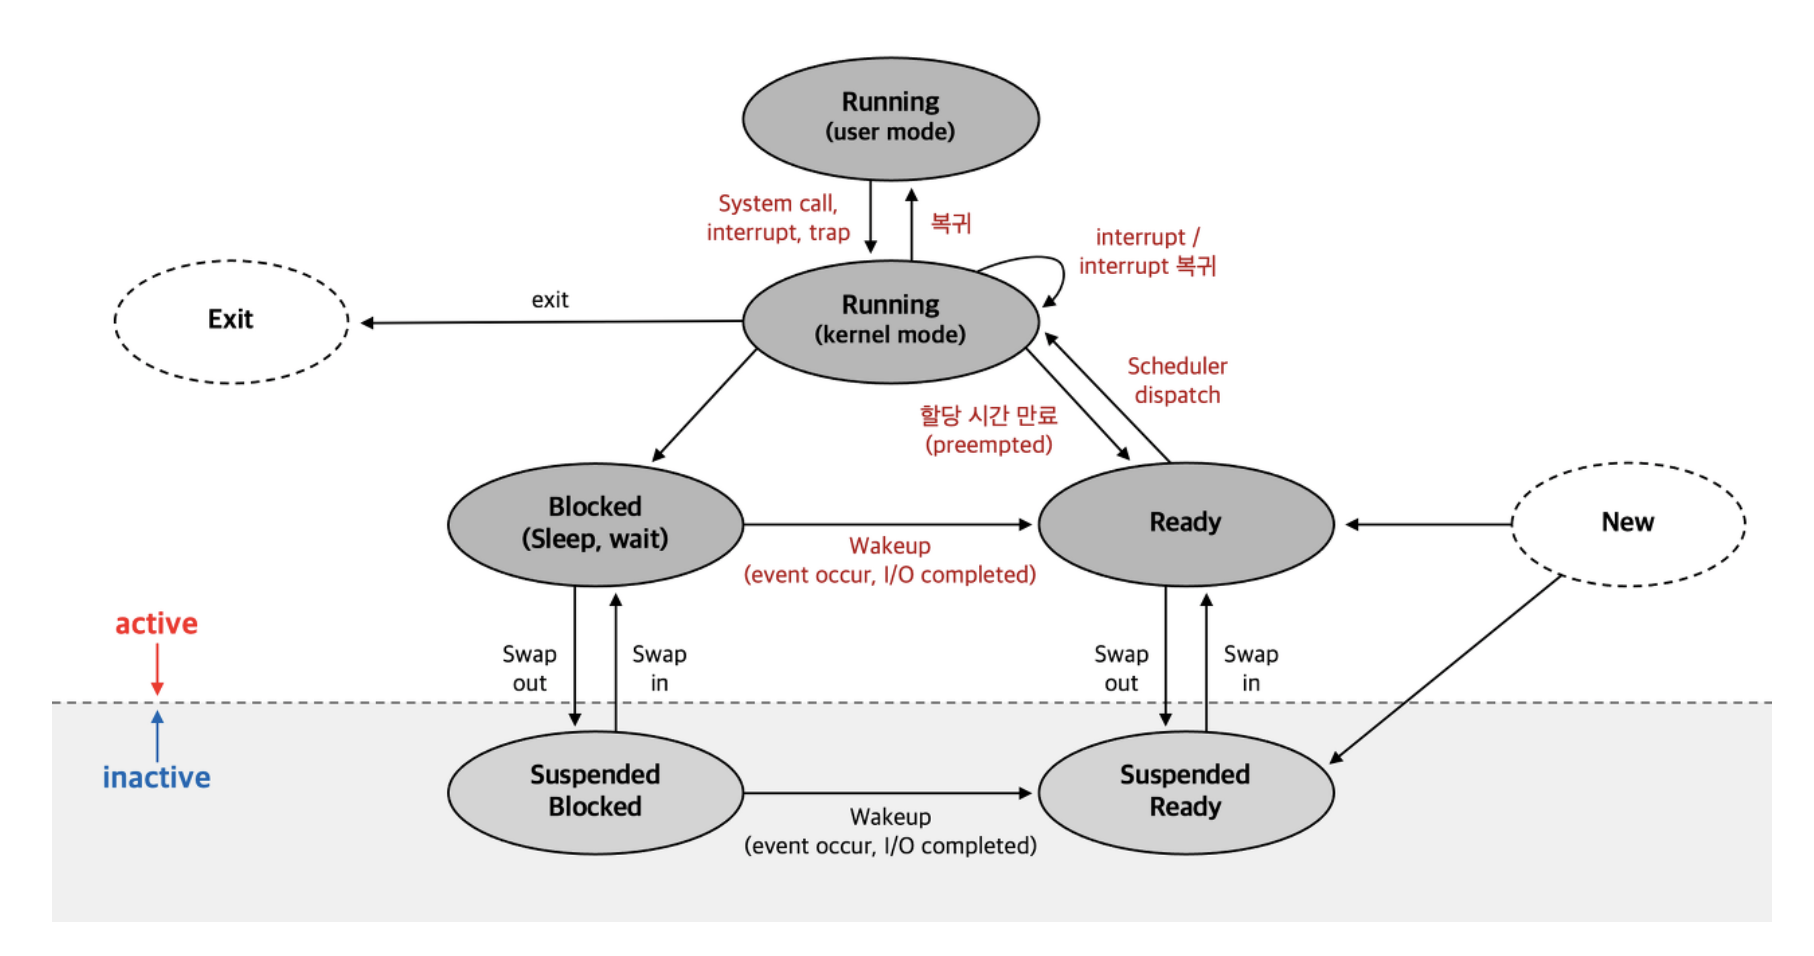 Running
(user mode)
System call,
interrupt, trap
복귀
interrupt /
interrupt 복귀
Exit
exit
Running
(kernel mode)
Scheduler
dispatch
할당 시간 만료
(preempted)
Blocked
(Sleep, wait)
Wakeup
(event occur, I/O completed)
Ready
New
active
inactive
Swap
out
Swap
in
Swap
out
Swap
in
Suspended
Blocked
Wakeup
(event occur, I/O completed)
Suspended
Ready